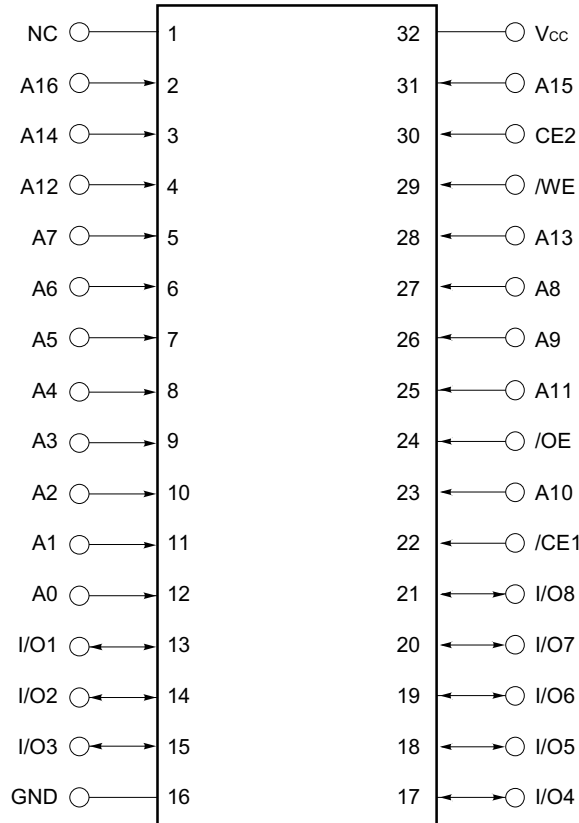 NC 1 32 Vcc
A16 2 31 A15
A14 3 30 CE2
A12 4 29 /WE
A7 5 28 A13
A6 6 27 A8
A5 7 26 A9
A4 8 25 A11
A3 9 24 /OE
A2 10 23 A10
A1 11 22 /CE1
A0 12 21 I/O8
I/O1 13 20 I/O7
I/O2 14 19 I/O6
I/O3 15 18 I/O5
GND 16 17 I/O4